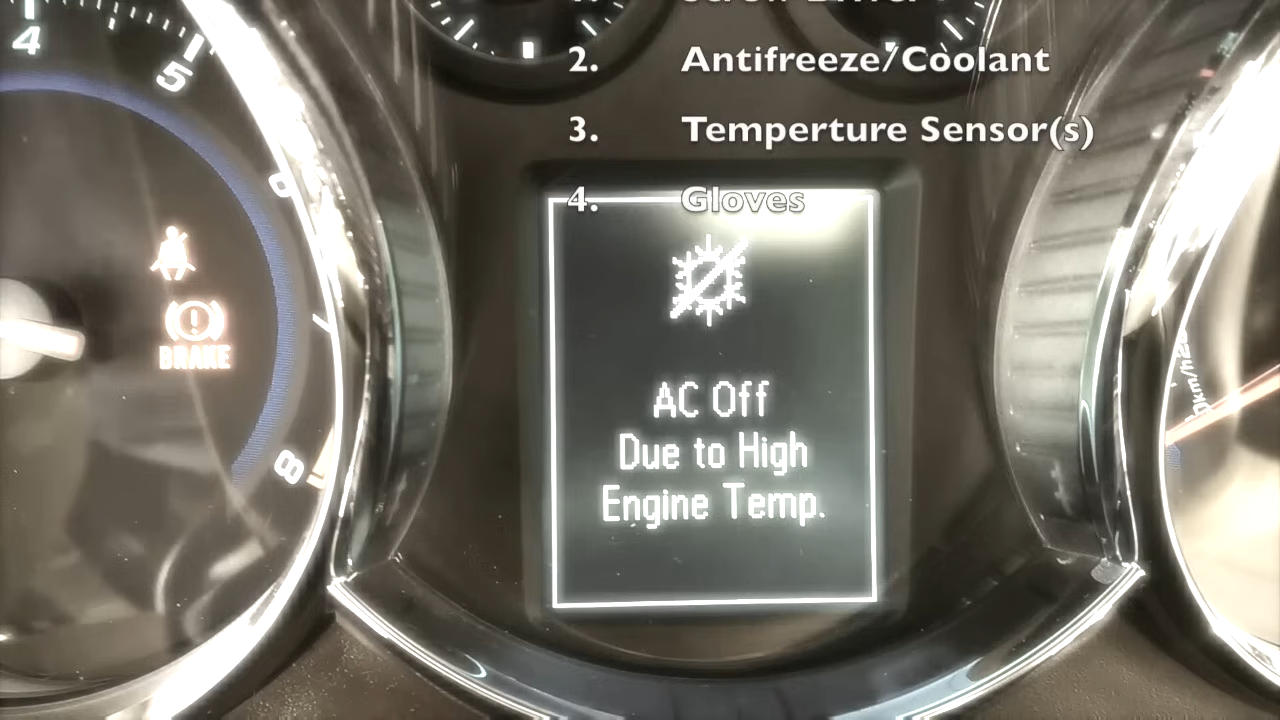 2. Antifreeze/Coolant
3. Temperture Sensor(s)
4. Gloves
AC Off
Due to High
Engine Temp.
BRAKE
4
5
8
km/h